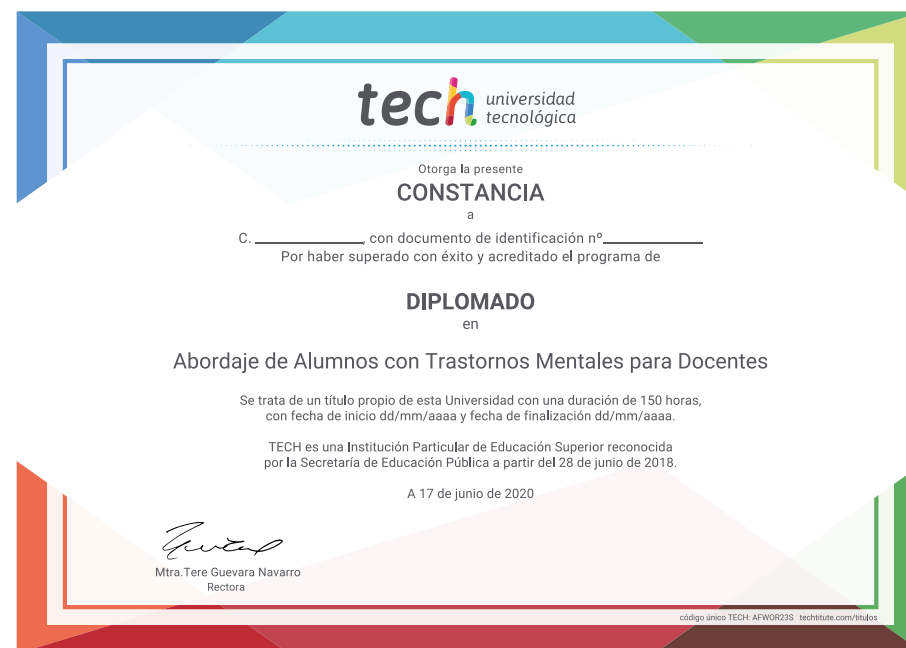 tech universidad
tecnológica
Otorga la presente
CONSTANCIA
a
C. ____________, con documento de identificación nº____________
Por haber superado con éxito y acreditado el programa de
DIPLOMADO
en
Abordaje de Alumnos con Trastornos Mentales para Docentes
Se trata de un título propio de esta Universidad con una duración de 150 horas,
con fecha de inicio dd/mm/aaaa y fecha de finalización dd/mm/aaaa.
TECH es una Institución Particular de Educación Superior reconocida
por la Secretaría de Educación Pública a partir del 28 de junio de 2018.
A 17 de junio de 2020
Mtra.Tere Guevara Navarro
Rectora
código único TECH: AFWOR23S techtitute.com/titulos